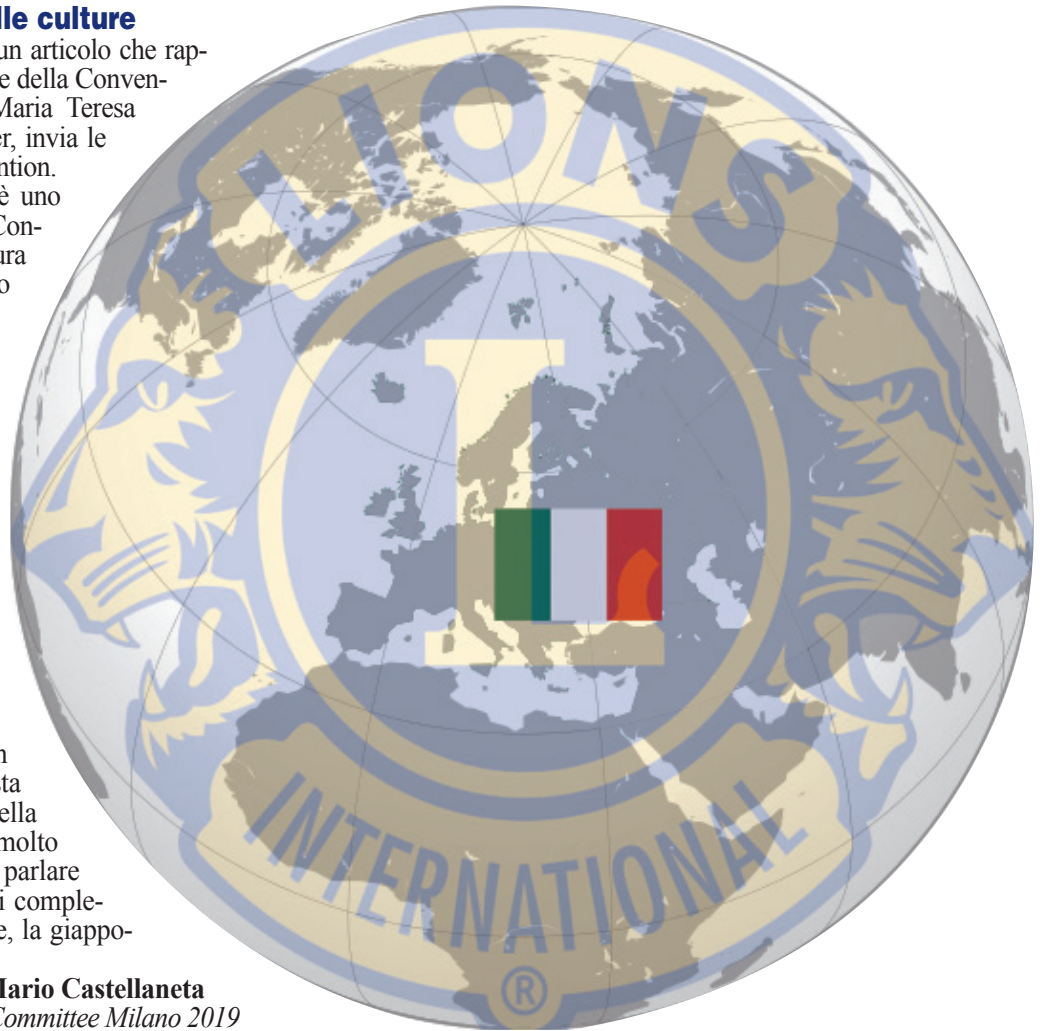 lle culture
un articolo che rap-
e della Conven-
Maria Teresa
er, invia le
ntion.
è uno
Con-
ura
o
n
sta
ella
molto
parlare
i comple-
e, la giappo-
Mario Castellaneta
Committee Milano 2019
LIONS
L
INTERNATIONAL
®